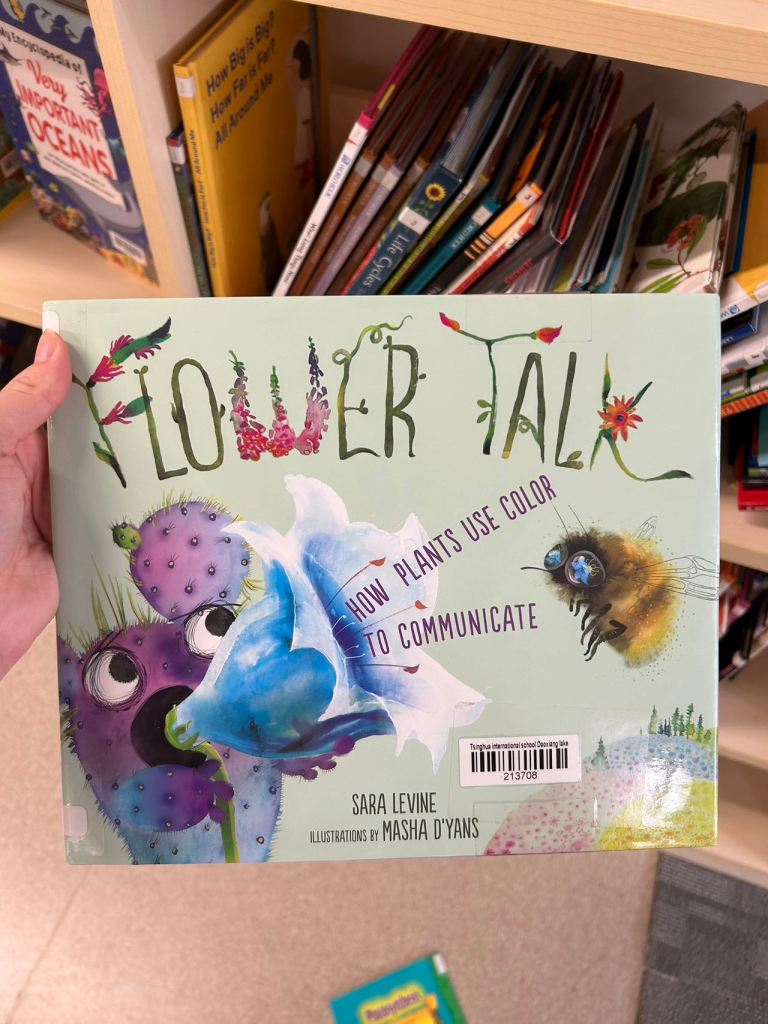 My Encyclopedia of
Very
IMPORTANT
OCEANS
How Big is Big?
How Far is Far?
All Around Me
Life Cycles
FLOWER TALK
HOW PLANTS USE COLOR
TO COMMUNICATE
Tsinghua international school Daoxiang lake
213708
SARA LEVINE
ILLUSTRATIONS BY MASHA D'YANS